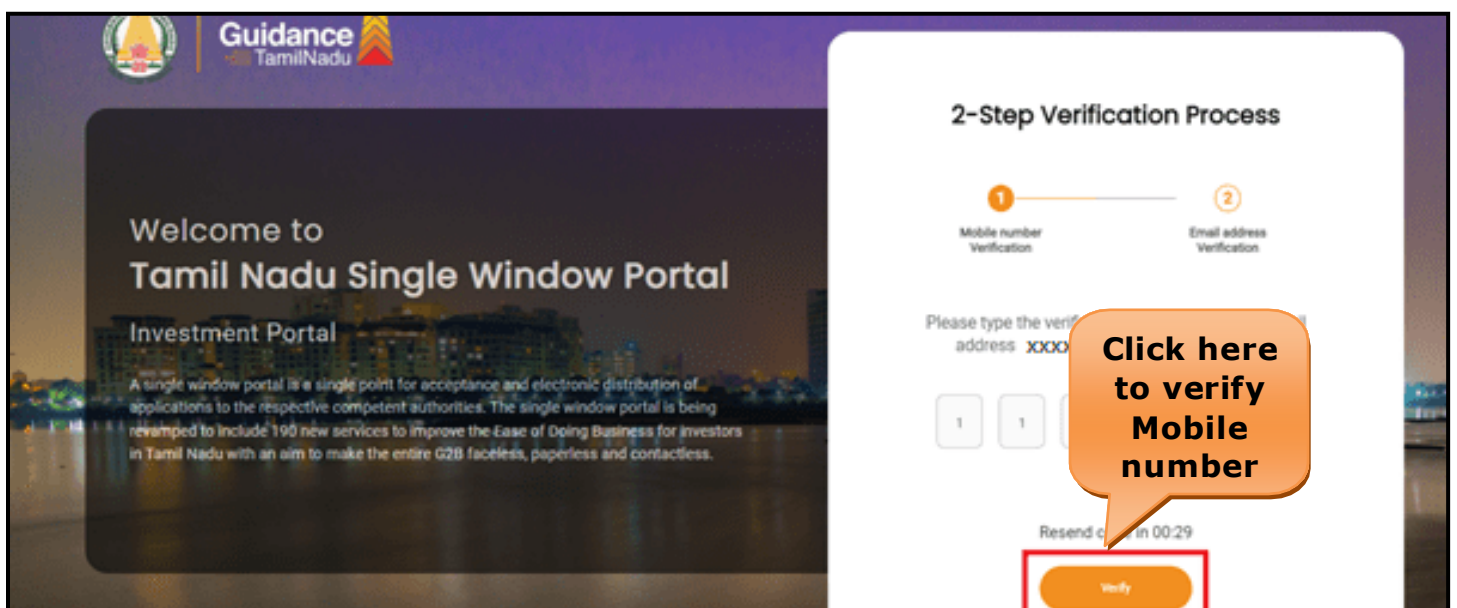 Guidance
TamilNadu
Welcome to
Tamil Nadu Single Window Portal
Investment Portal
A single window portal is a single point for acceptance and electronic distribution of
applications to the respective competent authorities. The single window portal is being
revamped to include 190 new services to improve the Ease of Doing Business for investors
in Tamil Nadu with an aim to make the entire G2B faceless, paperless and contactless.
2-Step Verification Process
1
2
Mobile number
Verification
Email address
Verification
Please type the
address
1 1
Click here
to verify
Mobile
number
Resend in 00:29
Verify